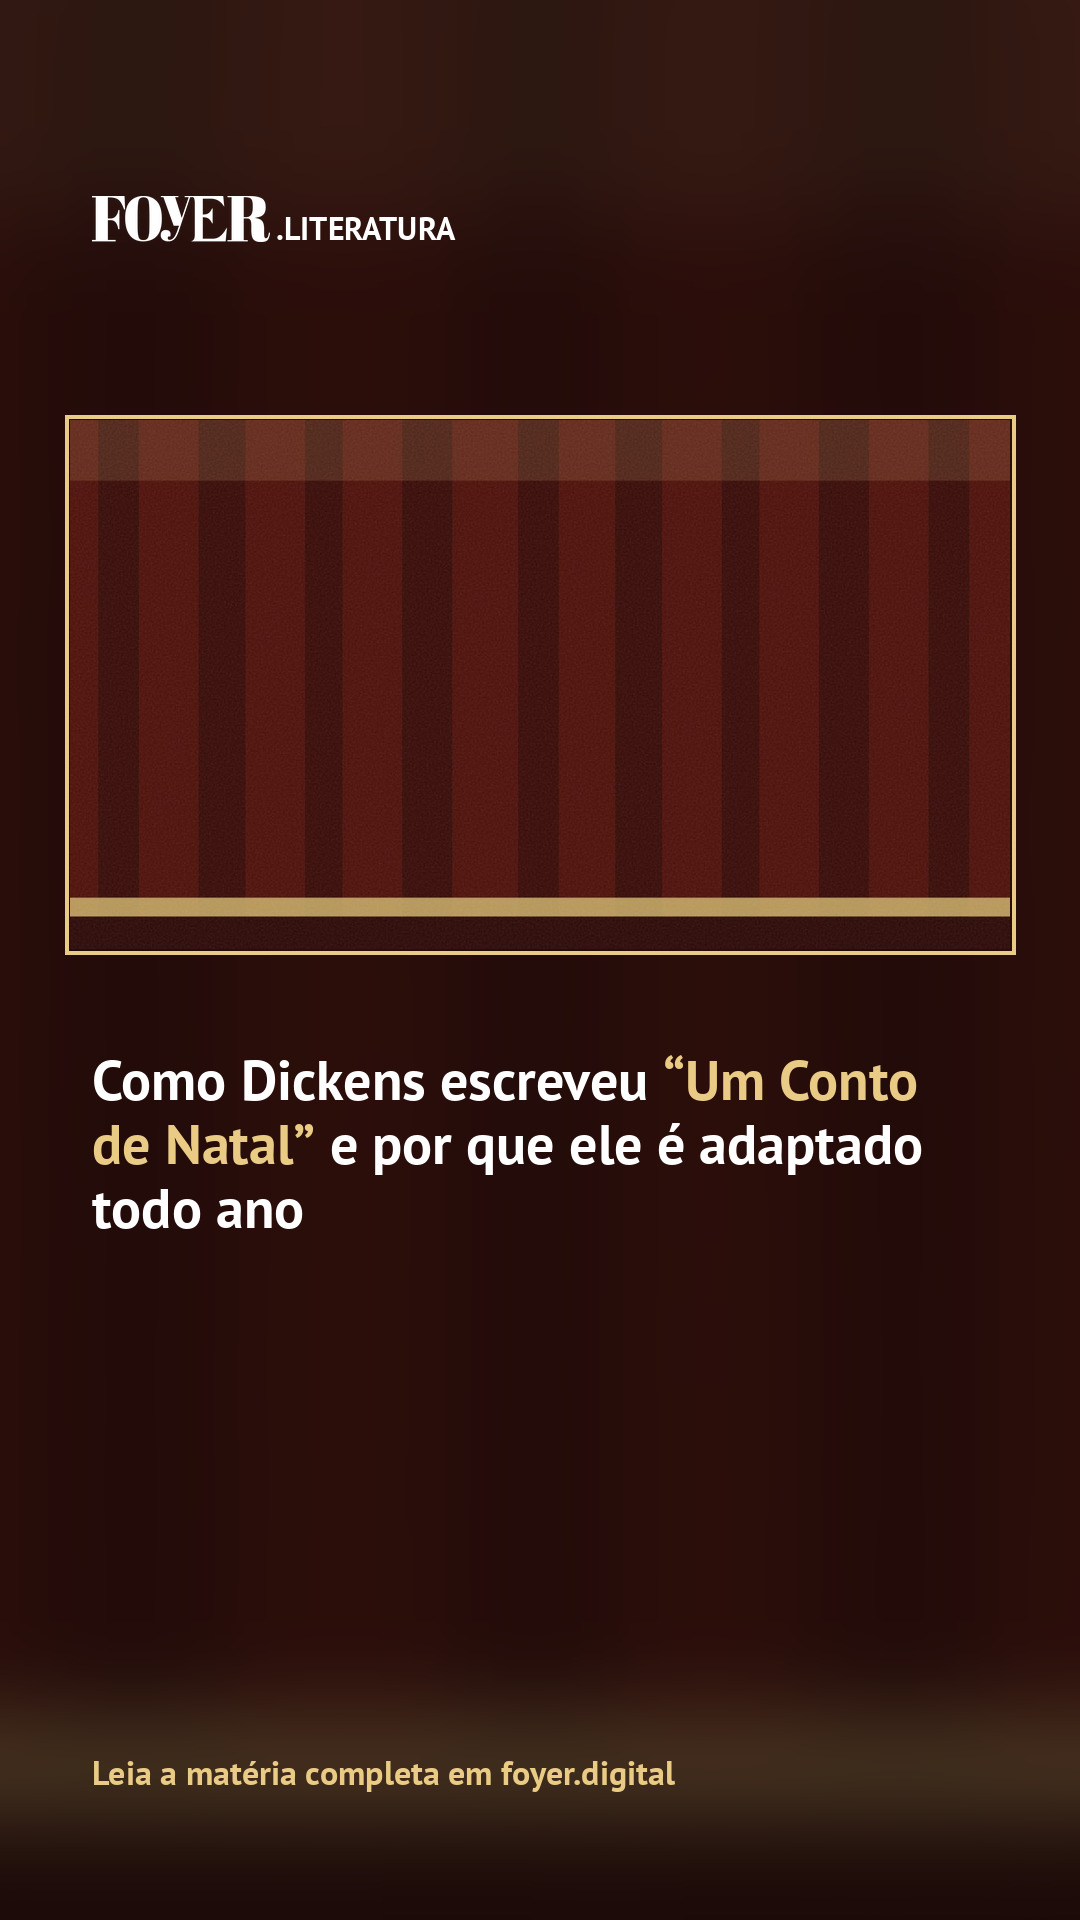 FOYER .LITERATURA
Como Dickens escreveu “Um Conto
de Natal” e por que ele é adaptado
todo ano
Leia a matéria completa em foyer.digital